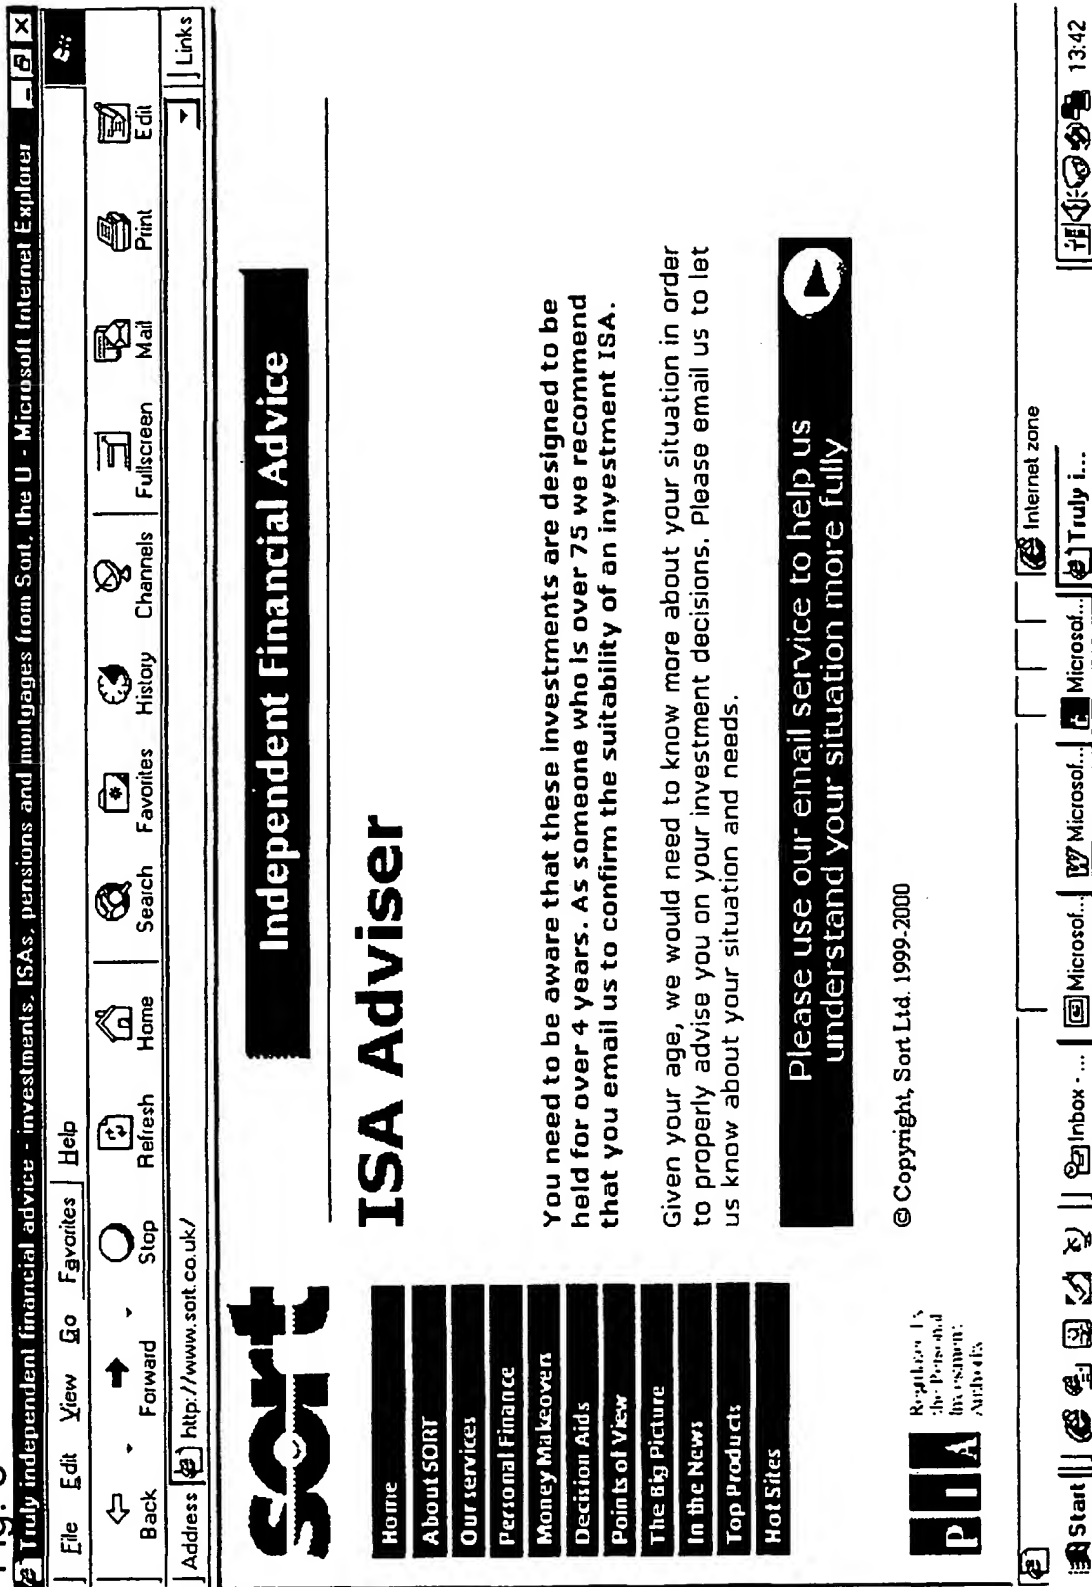 Truly independent financial advice - investments, ISAs, pensions and mortgages from Sort, the U - Microsoft Internet Explorer
File Edit View Go Favorites Help
Back Forward Stop Refresh Home Search Favorites History Channels Fullscreen Mail Print Edit
Address http://www.sort.co.uk/ Links
sort
Independent Financial Advice
ISA Adviser
Home
About SORT
Our services
Personal Finance
Money Makeovers
Decision Aids
Points of View
The Big Picture
In the News
Top Products
Hot Sites
You need to be aware that these investments are designed to be
held for over 4 years. As someone who is over 75 we recommend
that you email us to confirm the suitability of an investment ISA.
Given your age, we would need to know more about your situation in order
to properly advise you on your investment decisions. Please email us to let
us know about your situation and needs.
Please use our email service to help us
understand your situation more fully
© Copyright, Sort Ltd. 1999-2000
PIA
Regulated by
the Personal
Investment
Authority
Internet zone
Start Inbox - ... Microsof... Microsof... Microsof... Truly i... 13:42